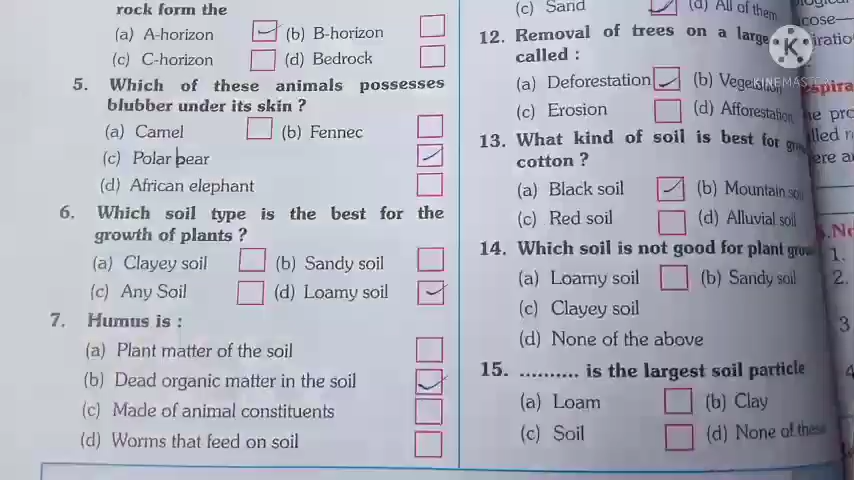 rock form the
(a) A-horizon (b) B-horizon
(c) C-horizon (d) Bedrock
5. Which of these animals possesses
blubber under its skin ?
(a) Camel (b) Fennec
(c) Polar bear
(d) African elephant
6. Which soil type is the best for the
growth of plants ?
(a) Clayey soil (b) Sandy soil
(c) Any Soil (d) Loamy soil
7. Humus is :
(a) Plant matter of the soil
(b) Dead organic matter in the soil
(c) Made of animal constituents
(d) Worms that feed on soil
(c) Sand (d) All of them
12. Removal of trees on a large
called :
(a) Deforestation (b) Vegetation
(c) Erosion (d) Afforestation
13. What kind of soil is best for
cotton ?
(a) Black soil (b) Mountain soil
(c) Red soil (d) Alluvial soil
14. Which soil is not good for plant
(a) Loamy soil (b) Sandy soil
(c) Clayey soil
(d) None of the above
15. .......... is the largest soil particle
(a) Loam (b) Clay
(c) Soil (d) None of these
KINEMASTER
1.
2.
3
4